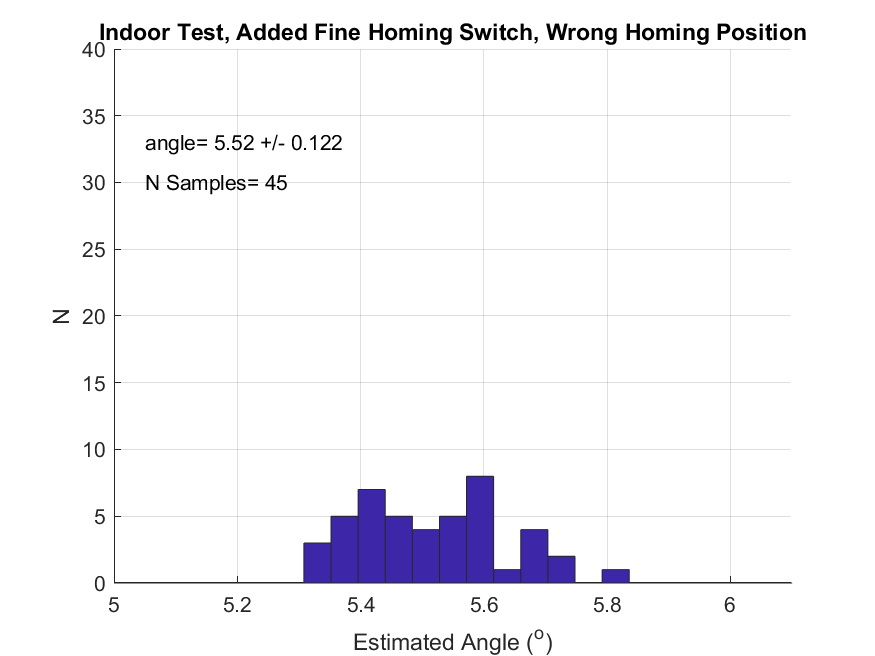 Indoor Test, Added Fine Homing Switch, Wrong Homing Position
40
35
angle= 5.52 +/- 0.122
30
N Samples= 45
25
N
20
15
10
5
0
5 5.2 5.4 5.6 5.8 6
Estimated Angle (o)